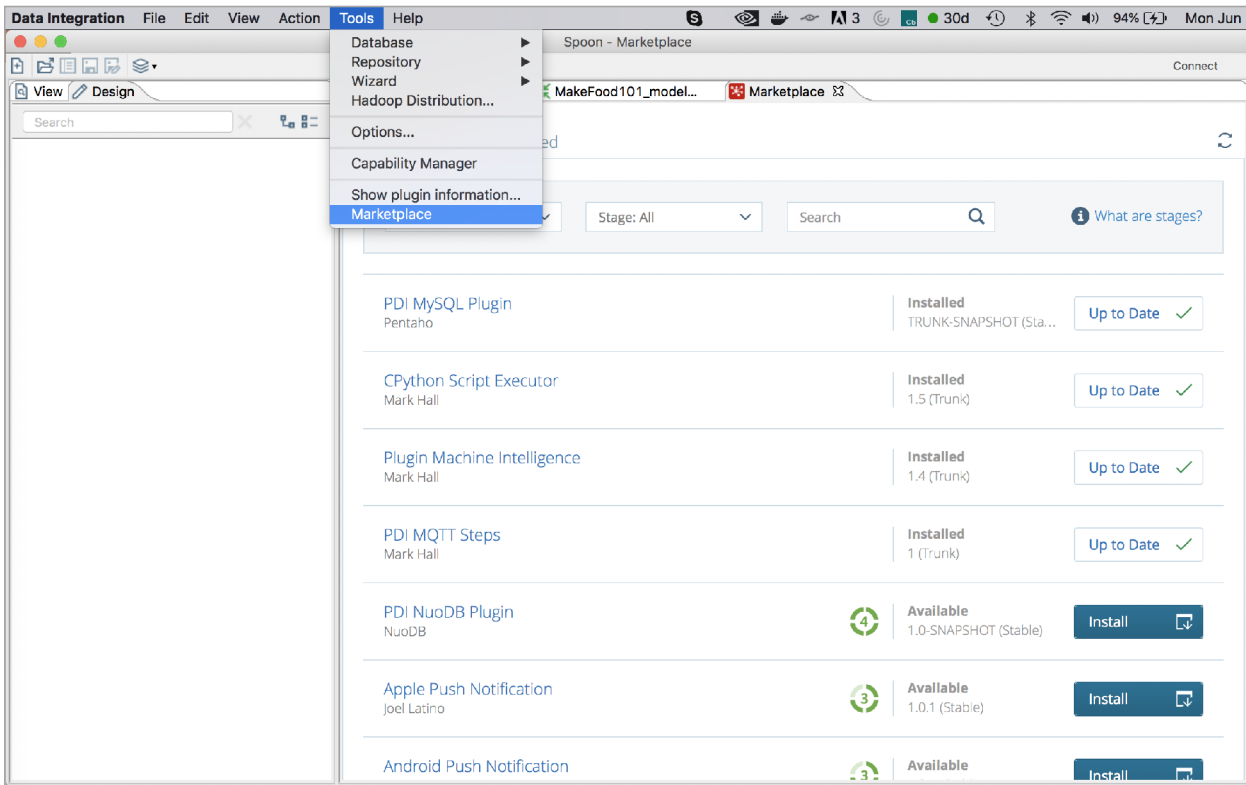 Data Integration File Edit View Action Tools Help 3 30d 94% Mon Jun
Spoon - Marketplace
Connect
View Design MakeFood101_model... Marketplace
Search
Database
Repository
Wizard
Hadoop Distribution...
Options...
Capability Manager
Show plugin information...
Marketplace
ed
Stage: All
Search
What are stages?
PDI MySQL Plugin
Pentaho
Installed
TRUNK-SNAPSHOT (Sta...
Up to Date
CPython Script Executor
Mark Hall
Installed
1.5 (Trunk)
Up to Date
Plugin Machine Intelligence
Mark Hall
Installed
1.4 (Trunk)
Up to Date
PDI MQTT Steps
Mark Hall
Installed
1 (Trunk)
Up to Date
PDI NuoDB Plugin
NuoDB
4
Available
1.0-SNAPSHOT (Stable)
Install
Apple Push Notification
Joel Latino
3
Available
1.0.1 (Stable)
Install
Android Push Notification
3
Available
Install